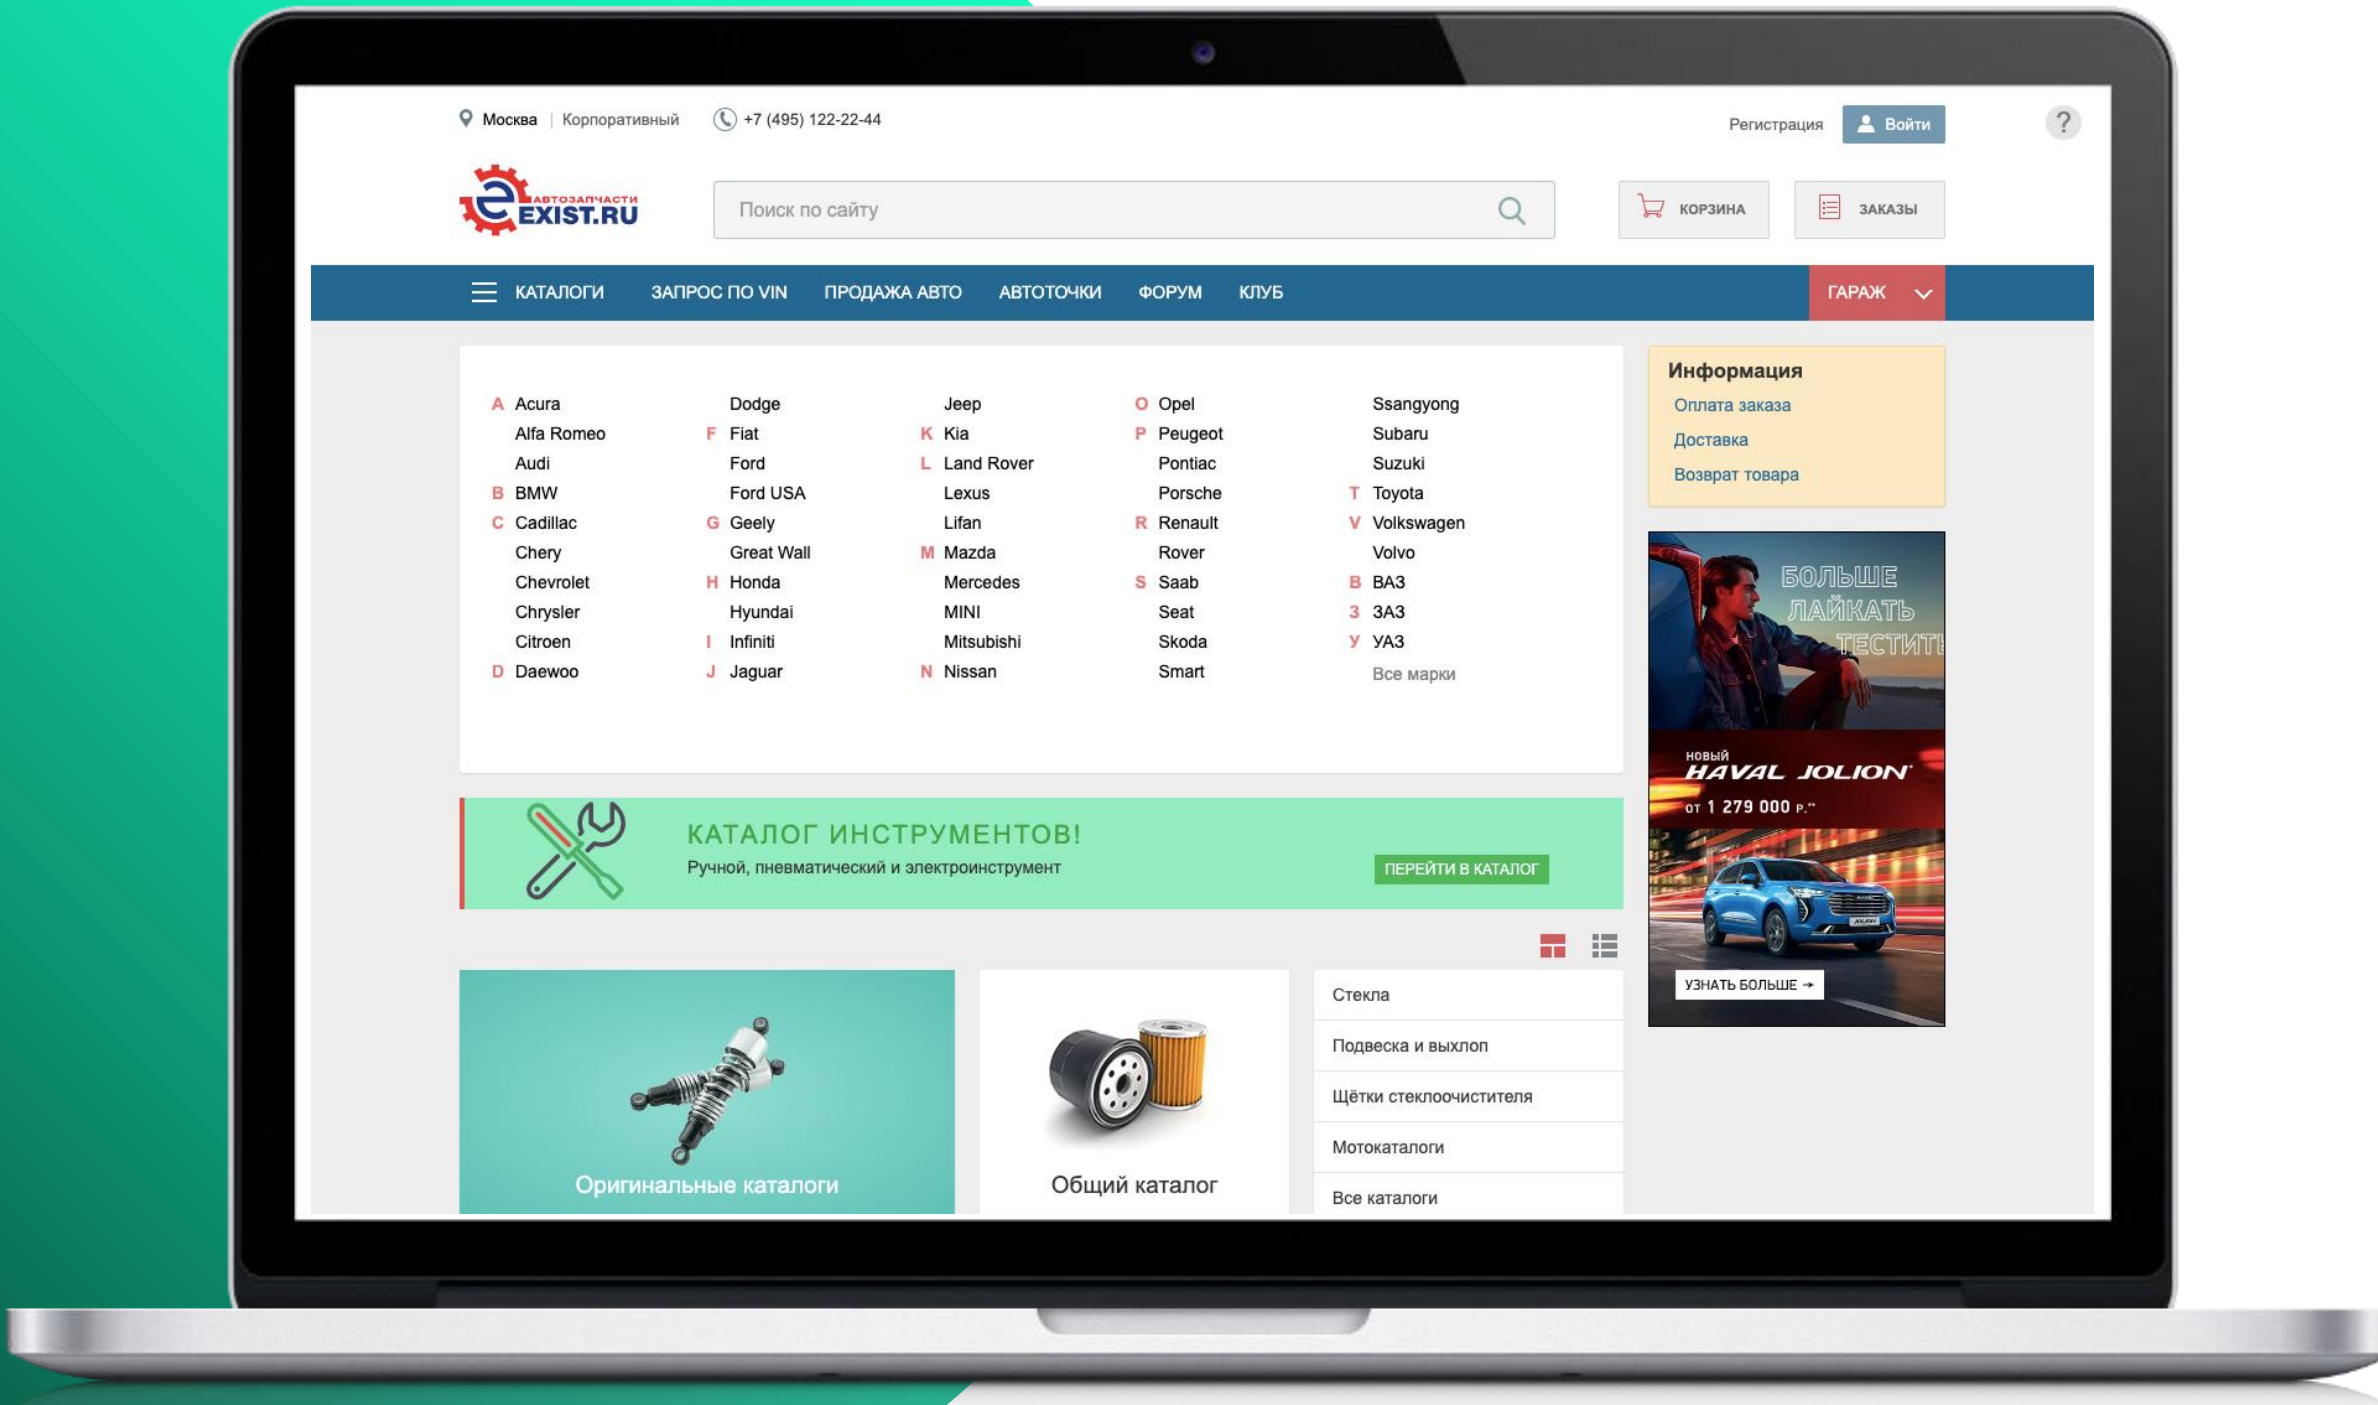 Москва | Корпоративный +7 (495) 122-22-44
Регистрация Войти ?
АВТОЗАПЧАСТИ
EXIST.RU
Поиск по сайту
КОРЗИНА
ЗАКАЗЫ
КАТАЛОГИ ЗАПРОС ПО VIN ПРОДАЖА АВТО АВТОТОЧКИ ФОРУМ КЛУБ ГАРАЖ
A Acura
Alfa Romeo
Audi
B BMW
C Cadillac
Chery
Chevrolet
Chrysler
Citroen
D Daewoo
Dodge
F Fiat
Ford
Ford USA
G Geely
Great Wall
H Honda
Hyundai
I Infiniti
J Jaguar
Jeep
K Kia
L Land Rover
Lexus
Lifan
M Mazda
Mercedes
MINI
Mitsubishi
N Nissan
O Opel
P Peugeot
Pontiac
Porsche
R Renault
Rover
S Saab
Seat
Skoda
Smart
Ssangyong
Subaru
Suzuki
T Toyota
V Volkswagen
Volvo
В ВАЗ
З ЗАЗ
У УАЗ
Все марки
Информация
Оплата заказа
Доставка
Возврат товара
БОЛЬШЕ
ЛАЙКАТЬ
ТЕСТИТЬ
НОВЫЙ
HAVAL JOLION*
ОТ 1 279 000 Р.**
JOLION
УЗНАТЬ БОЛЬШЕ →
КАТАЛОГ ИНСТРУМЕНТОВ!
Ручной, пневматический и электроинструмент
ПЕРЕЙТИ В КАТАЛОГ
Оригинальные каталоги
Общий каталог
Стекла
Подвеска и выхлоп
Щётки стеклоочистителя
Мотокаталоги
Все каталоги